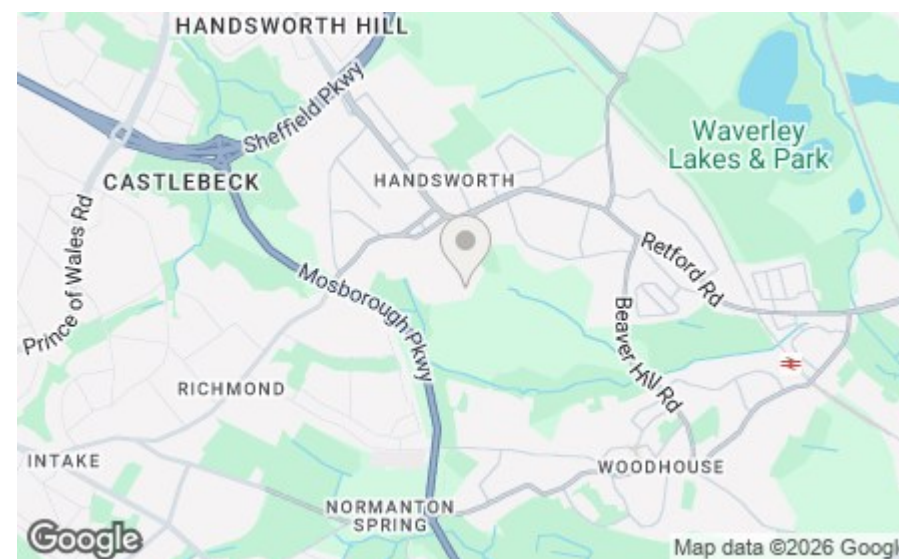 HANDSWORTH HILL
Sheffield Pkwy
Waverley
Lakes & Park
CASTLEBECK
HANDSWORTH
Prince of Wales Rd
Retford Rd
Mosborough Pkwy
Beaver Hill Rd
RICHMOND
INTAKE
WOODHOUSE
NORMANTON
SPRING
Google
Map data ©2026 Googl